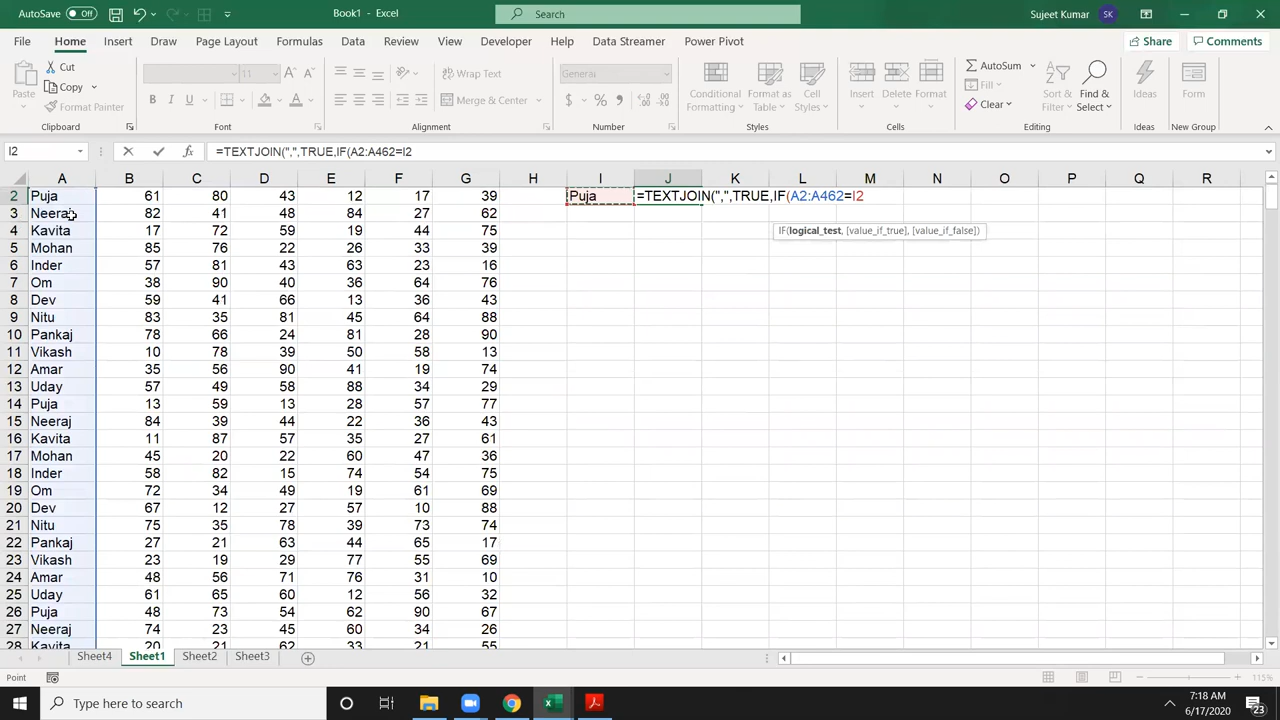 AutoSave Off Book1 - Excel Search Sujeet Kumar SK
File Home Insert Draw Page Layout Formulas Data Review View Developer Help Data Streamer Power Pivot Share Comments
Paste Cut Copy Format Painter Clipboard
11 B I U Font
Wrap Text Merge & Center Alignment
General $ % Number
Conditional Formatting Format as Table Cell Styles Styles
Insert Delete Format Cells
AutoSum Fill Clear Sort & Filter Find & Select Editing
Ideas Ideas
Form Form
I2 fx =TEXTJOIN(",",TRUE,IF(A2:A462=I2
A B C D E F G H I J K L M N O P Q R
2 Puja 61 80 43 12 17 39 Puja =TEXTJOIN(",",TRUE,IF(A2:A462=I2
3 Neeraj 82 41 48 84 27 62
4 Kavita 17 72 59 19 44 75 IF(logical_test, [value_if_true], [value_if_false])
5 Mohan 85 76 22 26 33 39
6 Inder 57 81 43 63 23 16
7 Om 38 90 40 36 64 76
8 Dev 59 41 66 13 36 43
9 Nitu 83 35 81 45 64 88
10 Pankaj 78 66 24 81 28 90
11 Vikash 10 78 39 50 58 13
12 Amar 35 56 90 41 19 74
13 Uday 57 49 58 88 34 29
14 Puja 13 59 13 28 57 77
15 Neeraj 84 39 44 22 36 43
16 Kavita 11 87 57 35 27 61
17 Mohan 45 20 22 60 47 36
18 Inder 58 82 15 74 54 75
19 Om 72 34 49 19 61 69
20 Dev 67 12 27 57 10 88
21 Nitu 75 35 78 39 73 74
22 Pankaj 27 21 63 44 65 17
23 Vikash 23 19 29 77 55 69
24 Amar 48 56 71 76 31 10
25 Uday 61 65 60 12 56 32
26 Puja 48 73 54 62 90 67
27 Neeraj 74 23 45 60 34 26
28 Kavita 20 21 62 33 21 55
Sheet4 Sheet1 Sheet2 Sheet3
Point 115%
Type here to search 7:18 AM
6/17/2020 23